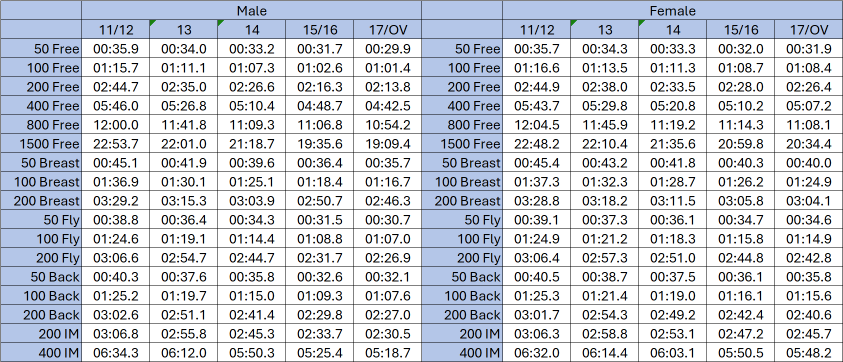 Male Female
11/12 13 14 15/16 17/OV 11/12 13 14 15/16 17/OV
50 Free 00:35.9 00:34.0 00:33.2 00:31.7 00:29.9 50 Free 00:35.7 00:34.3 00:33.3 00:32.0 00:31.9
100 Free 01:15.7 01:11.1 01:07.3 01:02.6 01:01.4 100 Free 01:16.6 01:13.5 01:11.3 01:08.7 01:08.4
200 Free 02:44.7 02:35.0 02:26.6 02:16.3 02:13.8 200 Free 02:44.9 02:38.0 02:33.5 02:28.0 02:26.4
400 Free 05:46.0 05:26.8 05:10.4 04:48.7 04:42.5 400 Free 05:43.7 05:29.8 05:20.8 05:10.2 05:07.2
800 Free 12:00.0 11:41.8 11:09.3 11:06.8 10:54.2 800 Free 12:04.5 11:45.9 11:19.2 11:14.3 11:08.1
1500 Free 22:53.7 22:01.0 21:18.7 19:35.6 19:09.4 1500 Free 22:48.2 22:10.4 21:35.6 20:59.8 20:34.4
50 Breast 00:45.1 00:41.9 00:39.6 00:36.4 00:35.7 50 Breast 00:45.4 00:43.2 00:41.8 00:40.3 00:40.0
100 Breast 01:36.9 01:30.1 01:25.1 01:18.4 01:16.7 100 Breast 01:37.3 01:32.3 01:28.7 01:26.2 01:24.9
200 Breast 03:29.2 03:15.3 03:03.9 02:50.7 02:46.3 200 Breast 03:28.8 03:18.2 03:11.5 03:05.8 03:04.1
50 Fly 00:38.8 00:36.4 00:34.3 00:31.5 00:30.7 50 Fly 00:39.1 00:37.3 00:36.1 00:34.7 00:34.6
100 Fly 01:24.6 01:19.1 01:14.4 01:08.8 01:07.0 100 Fly 01:24.9 01:21.2 01:18.3 01:15.8 01:14.9
200 Fly 03:06.6 02:54.7 02:44.7 02:31.7 02:26.9 200 Fly 03:06.4 02:57.3 02:51.0 02:44.8 02:42.8
50 Back 00:40.3 00:37.6 00:35.8 00:32.6 00:32.1 50 Back 00:40.5 00:38.7 00:37.5 00:36.1 00:35.8
100 Back 01:25.2 01:19.7 01:15.0 01:09.3 01:07.6 100 Back 01:25.3 01:21.4 01:19.0 01:16.1 01:15.6
200 Back 03:02.6 02:51.1 02:41.4 02:29.8 02:27.0 200 Back 03:01.7 02:54.3 02:49.2 02:42.4 02:40.6
200 IM 03:06.8 02:55.8 02:45.3 02:33.7 02:30.5 200 IM 03:06.3 02:58.8 02:53.1 02:47.2 02:45.7
400 IM 06:34.3 06:12.0 05:50.3 05:25.4 05:18.7 400 IM 06:32.0 06:14.4 06:03.1 05:50.5 05:48.2